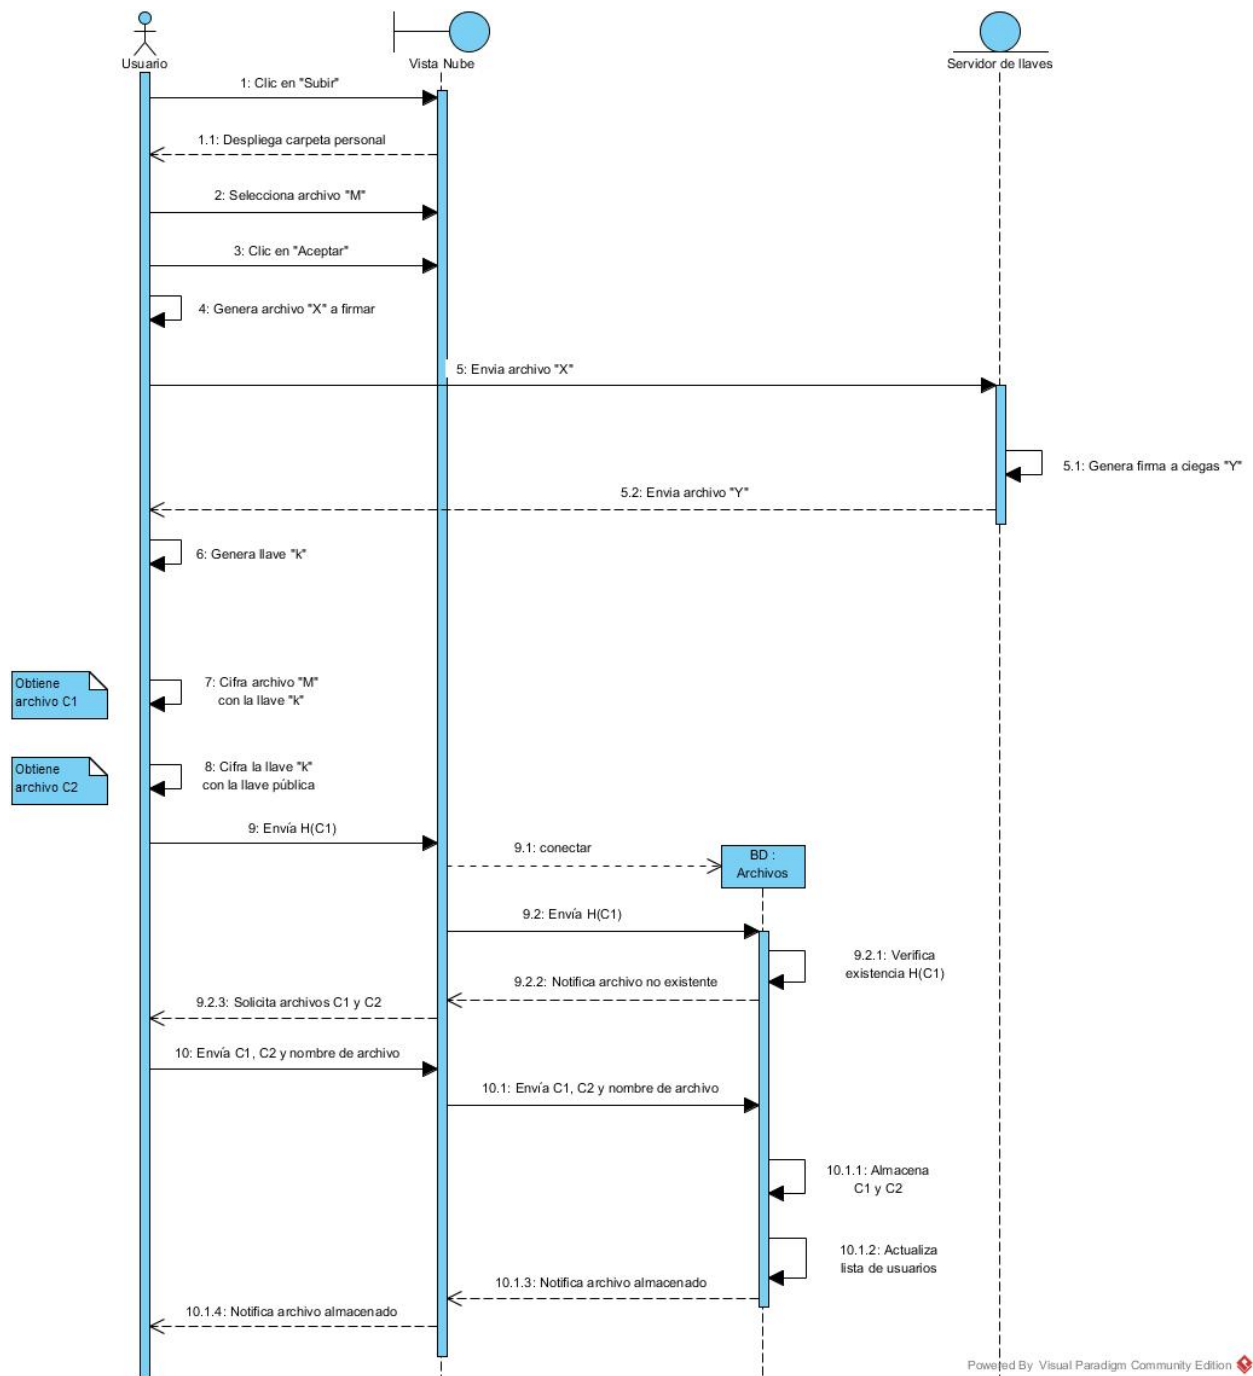 Usuario
Vista Nube
Servidor de llaves
1: Clic en "Subir"
1.1: Despliega carpeta personal
2: Selecciona archivo "M"
3: Clic en "Aceptar"
4: Genera archivo "X" a firmar
5: Envia archivo "X"
5.1: Genera firma a ciegas "Y"
5.2: Envia archivo "Y"
6: Genera llave "k"
Obtiene
archivo C1
7: Cifra archivo "M"
con la llave "k"
Obtiene
archivo C2
8: Cifra la llave "k"
con la llave pública
9: Envía H(C1)
9.1: conectar
BD :
Archivos
9.2: Envía H(C1)
9.2.1: Verifica
existencia H(C1)
9.2.2: Notifica archivo no existente
9.2.3: Solicita archivos C1 y C2
10: Envía C1, C2 y nombre de archivo
10.1: Envía C1, C2 y nombre de archivo
10.1.1: Almacena
C1 y C2
10.1.2: Actualiza
lista de usuarios
10.1.3: Notifica archivo almacenado
10.1.4: Notifica archivo almacenado
Powered By Visual Paradigm Community Edition